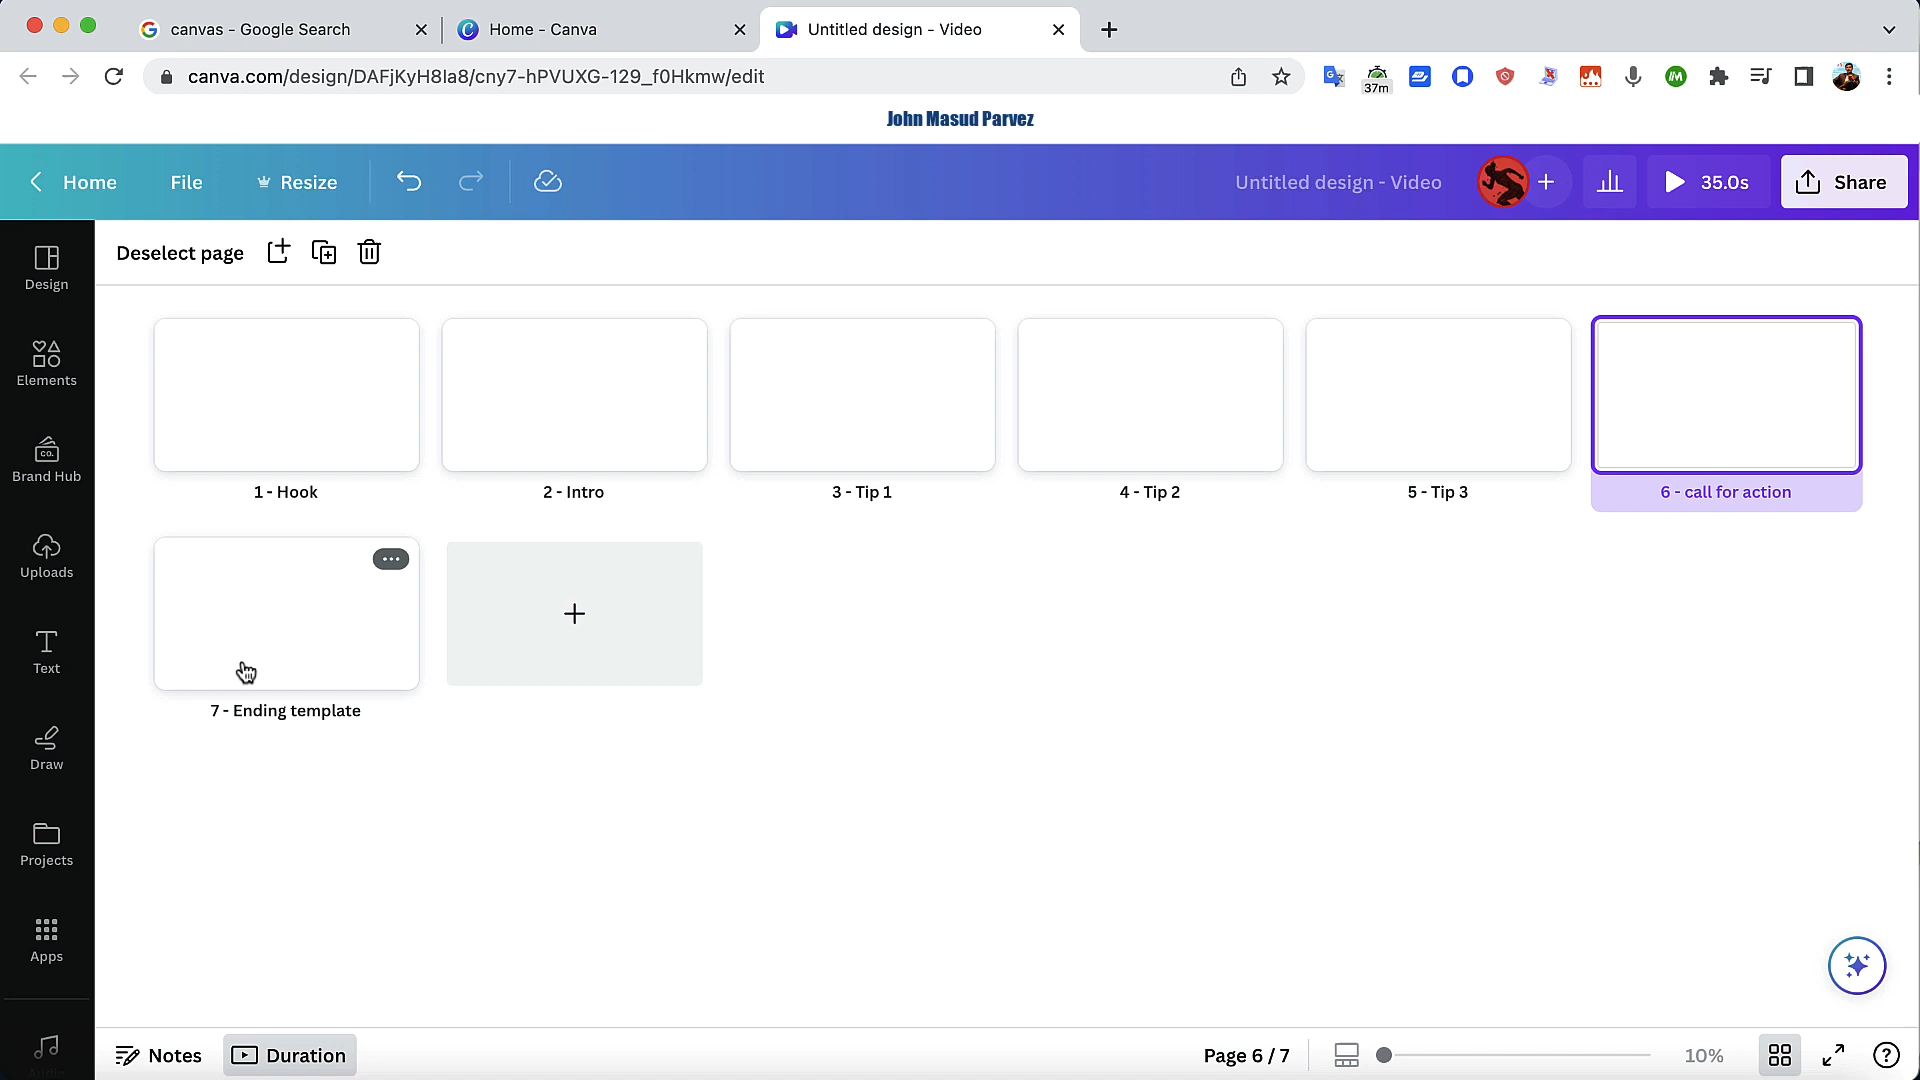 canvas - Google Search
Home - Canva
Untitled design - Video
canva.com/design/DAFjKyH8Ia8/cny7-hPVUXG-129_f0Hkmw/edit
37m
John Masud Parvez
Home
File
Resize
Untitled design - Video
35.0s
Share
Design
Deselect page
Elements
1 - Hook
2 - Intro
3 - Tip 1
4 - Tip 2
5 - Tip 3
6 - call for action
Brand Hub
CO.
Uploads
Text
7 - Ending template
Draw
Projects
Apps
Audio
Notes
Duration
Page 6 / 7
10%